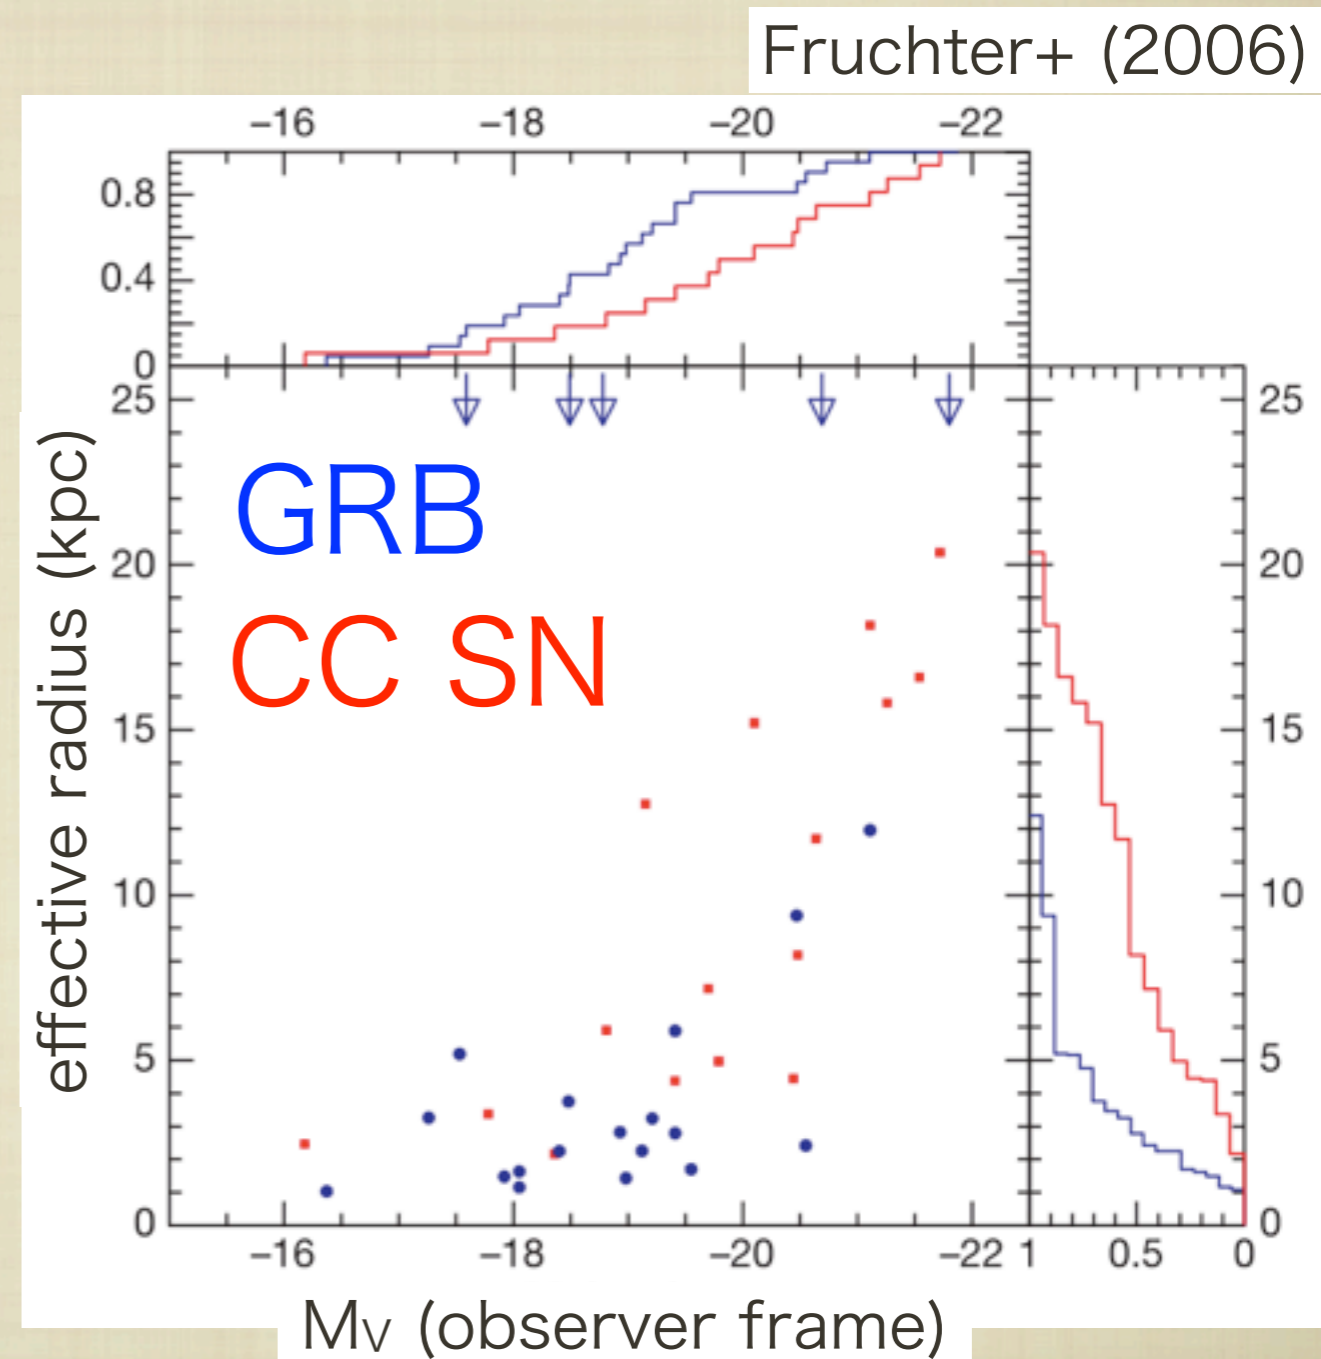 Fruchter+ (2006)
−16 −18 −20 −22
0.8
0.4
0
25 25
GRB
20 20
CC SN
15 15
10 10
5 5
0 0
−16 −18 −20 −22 1 0.5 0
effective radius (kpc)
MV (observer frame)